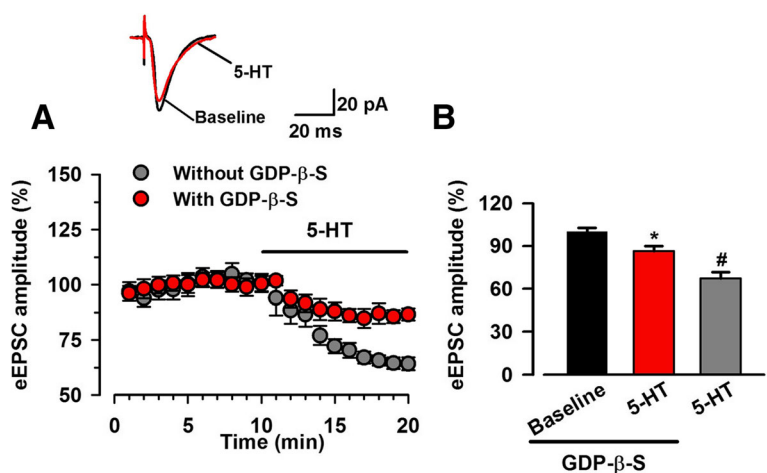 5-HT
Baseline
20 pA
20 ms
A
eEPSC amplitude (%)
150
125
100
75
50
Without GDP-β-S
With GDP-β-S
5-HT
0
5
10
15
20
Time (min)
B
eEPSC amplitude (%)
120
90
60
30
0
*
#
Baseline
5-HT
5-HT
GDP-β-S